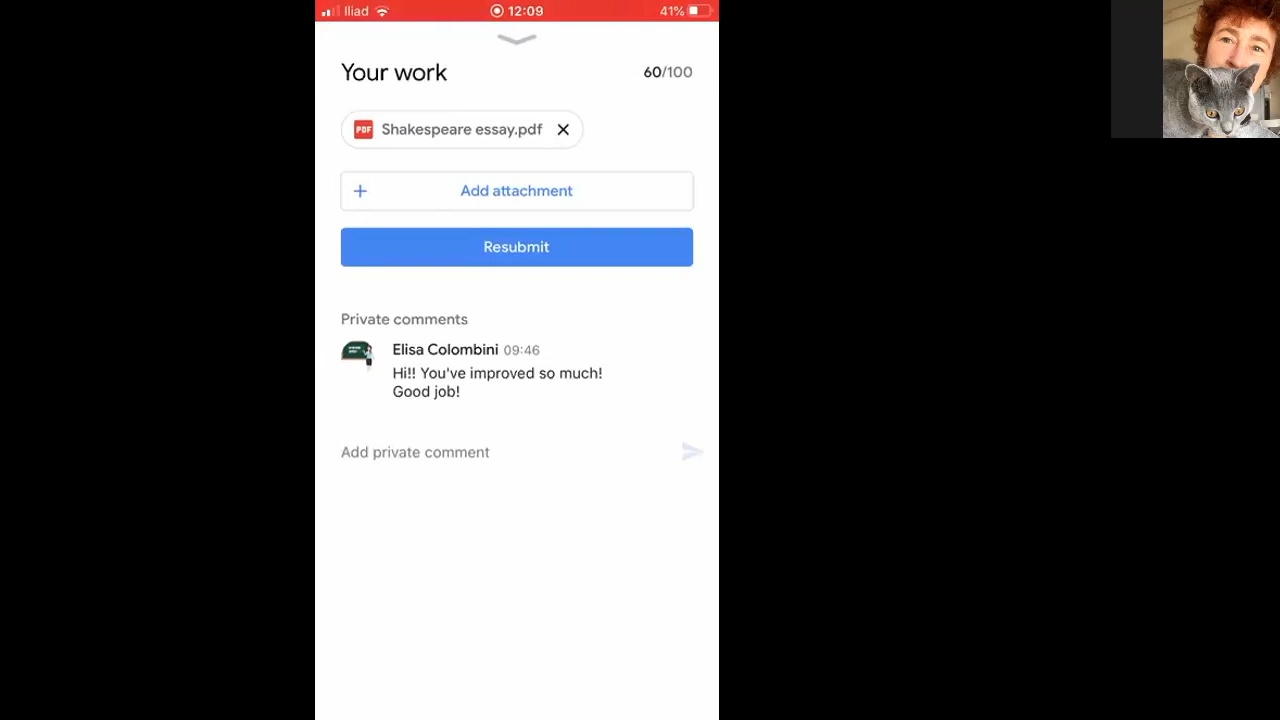 Iliad 12:09 41%
Your work 60/100
PDF Shakespeare essay.pdf
Add attachment
Resubmit
Private comments
Elisa Colombini 09:46
Hi!! You've improved so much!
Good job!
Add private comment